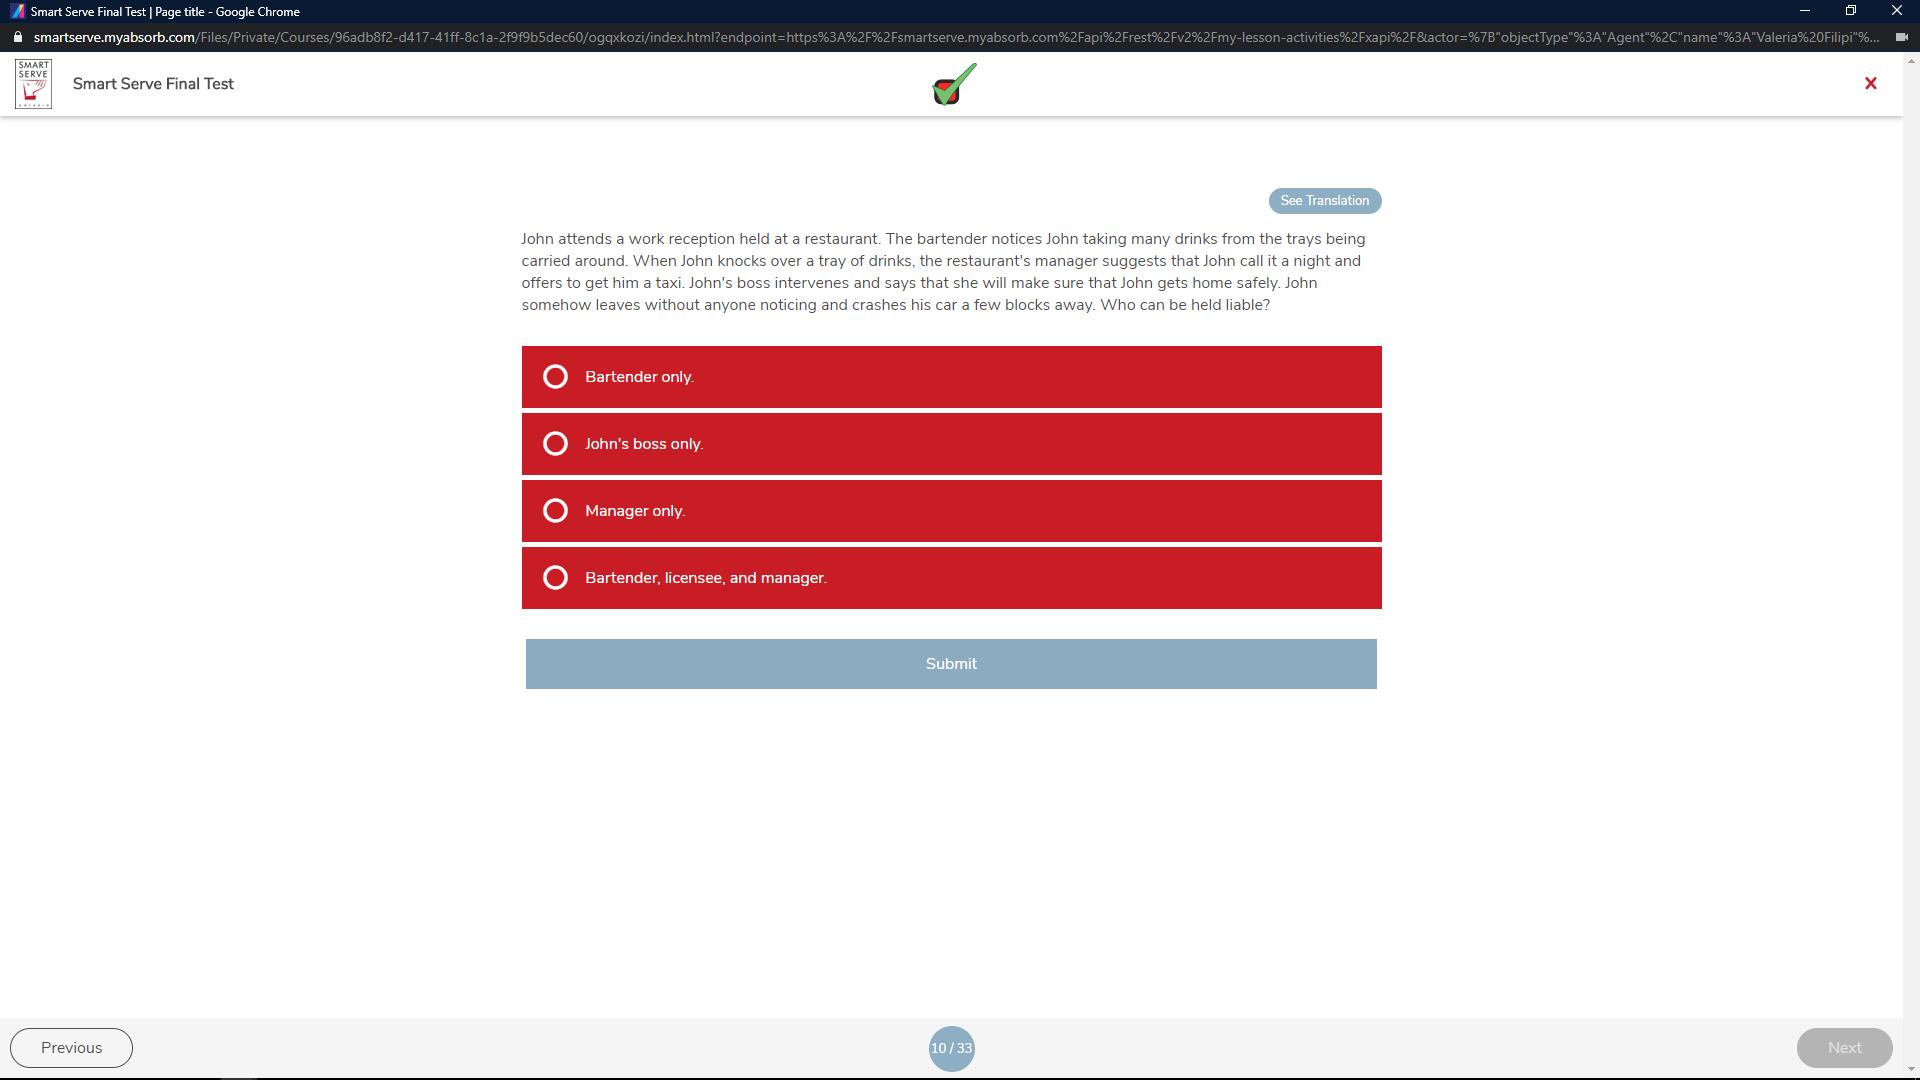 Smart Serve Final Test | Page title - Google Chrome
smartserve.myabsorb.com/Files/Private/Courses/96adb8f2-d417-41ff-8c1a-2f9f9b5dec60/ogqxkozi/index.html?endpoint=https%3A%2F%2Fsmartserve.myabsorb.com%2Fapi%2Frest%2Fv2%2Fmy-lesson-activities%2Fxapi%2F&actor=%7B"objectType"%3A"Agent"%2C"name"%3A"Valeria%20Filipi"%...
SMART
SERVE
Smart Serve Final Test
ONTARIO
See Translation
John attends a work reception held at a restaurant. The bartender notices John taking many drinks from the trays being
carried around. When John knocks over a tray of drinks, the restaurant's manager suggests that John call it a night and
offers to get him a taxi. John's boss intervenes and says that she will make sure that John gets home safely. John
somehow leaves without anyone noticing and crashes his car a few blocks away. Who can be held liable?
Bartender only.
John's boss only.
Manager only.
Bartender, licensee, and manager.
Submit
Previous
10 / 33
Next